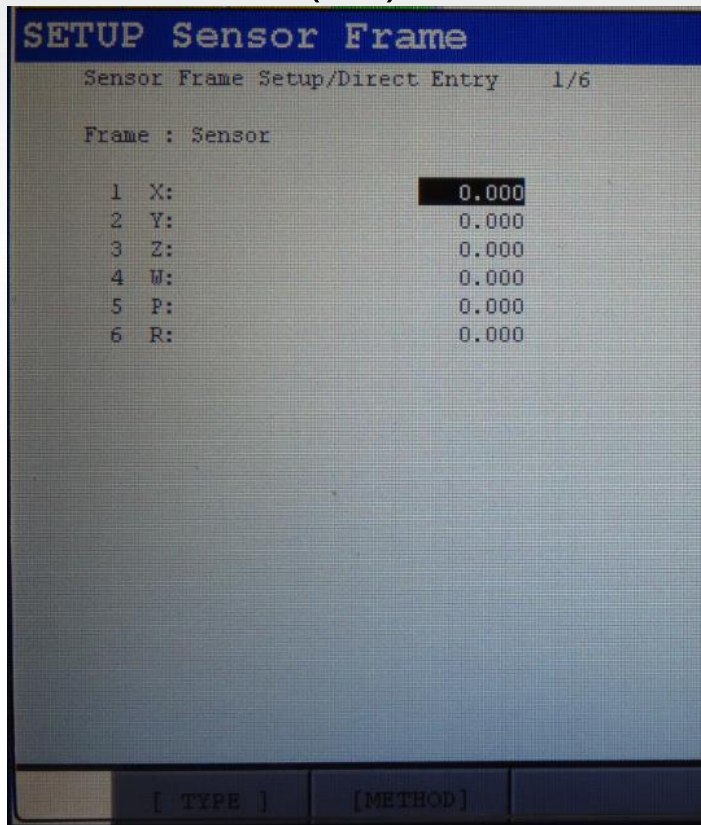 SETUP Sensor Frame
Sensor Frame Setup/Direct Entry 1/6
Frame : Sensor
1 X: 0.000
2 Y: 0.000
3 Z: 0.000
4 W: 0.000
5 P: 0.000
6 R: 0.000
[ TYPE ] [METHOD]